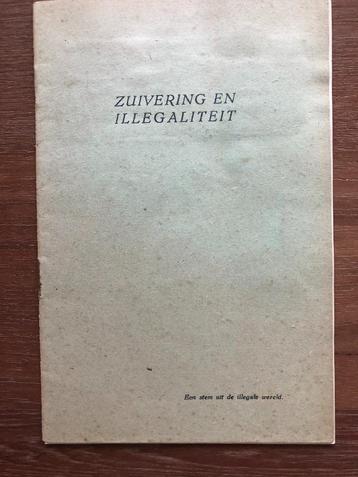 ZUIVERING EN
ILLEGALITEIT
Een stem uit de illegale wereld.